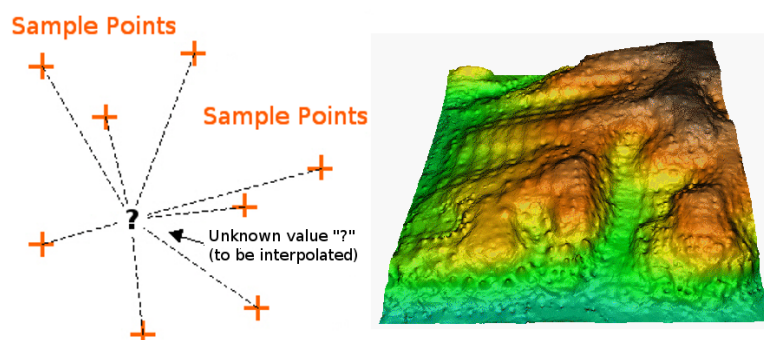 Sample Points
Sample Points
?
Unknown value "?"
(to be interpolated)